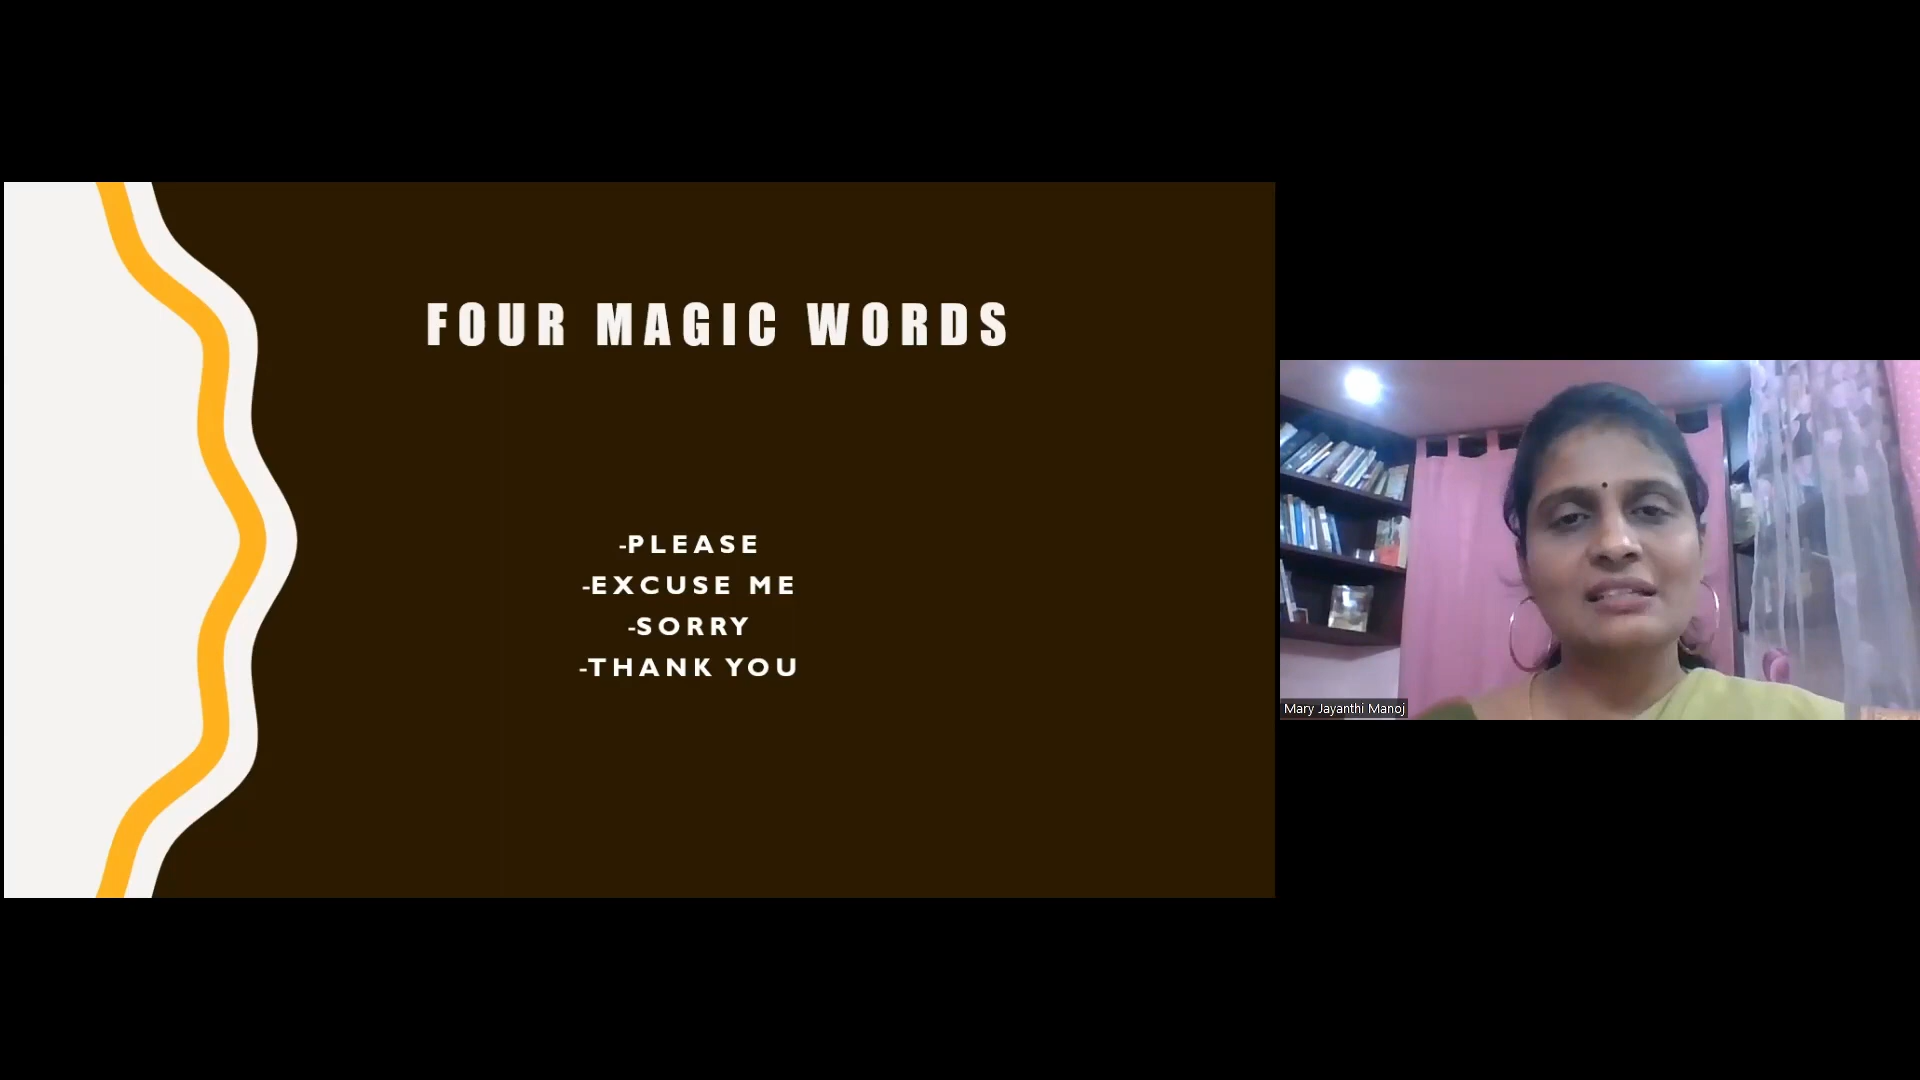 FOUR MAGIC WORDS
-PLEASE
-EXCUSE ME
-SORRY
-THANK YOU
Mary Jayanthi Manoj